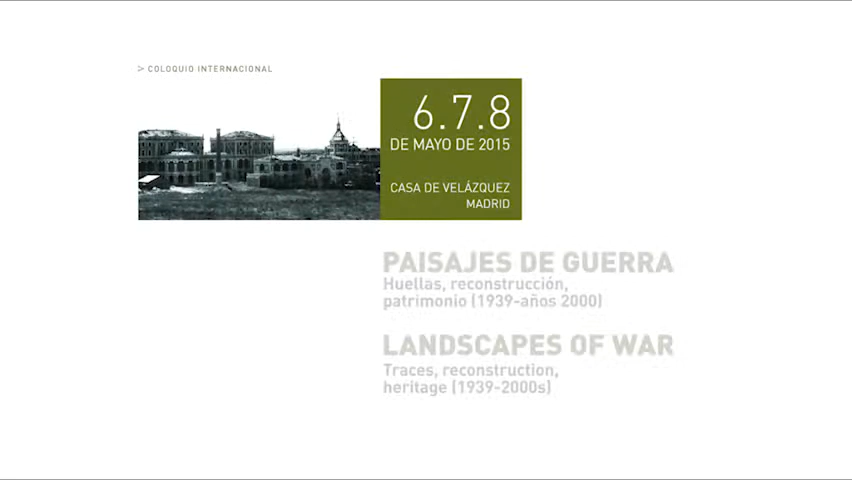 > COLOQUIO INTERNACIONAL
6.7.8
DE MAYO DE 2015
CASA DE VELÁZQUEZ
MADRID
PAISAJES DE GUERRA
Huellas, reconstrucción,
patrimonio (1939-años 2000)
LANDSCAPES OF WAR
Traces, reconstruction,
heritage (1939-2000s)